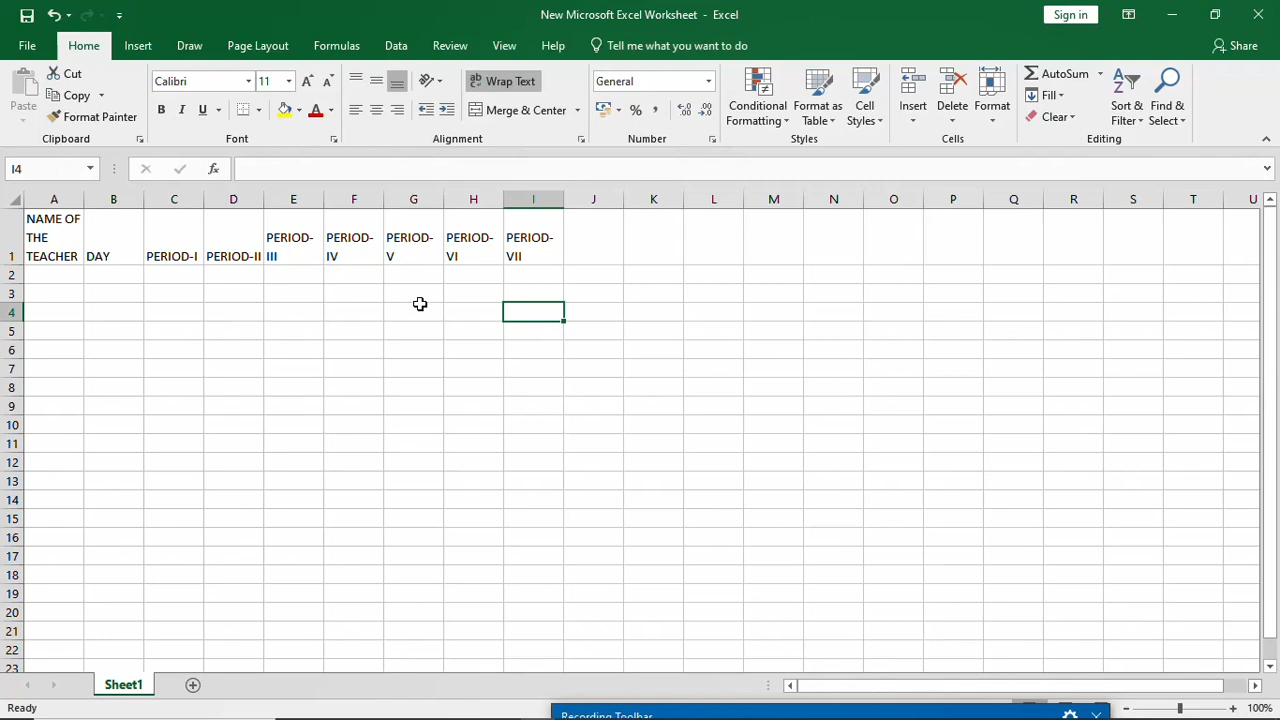 New Microsoft Excel Worksheet - Excel
Sign in
File Home Insert Draw Page Layout Formulas Data Review View Help Tell me what you want to do Share
Paste
Cut
Copy
Format Painter
Clipboard
Calibri 11
B I U
Font
Wrap Text
Merge & Center
Alignment
General
Number
Conditional Formatting
Format as Table
Cell Styles
Styles
Insert Delete Format
Cells
AutoSum
Fill
Clear
Sort & Filter
Find & Select
Editing
I4
fx
A B C D E F G H I J K L M N O P Q R S T U
NAME OF
THE PERIOD- PERIOD- PERIOD- PERIOD- PERIOD-
1 TEACHER DAY PERIOD-I PERIOD-II III IV V VI VII
2
3
4
5
6
7
8
9
10
11
12
13
14
15
16
17
18
19
20
21
22
23
Sheet1
Ready
Recording Toolbar
100%